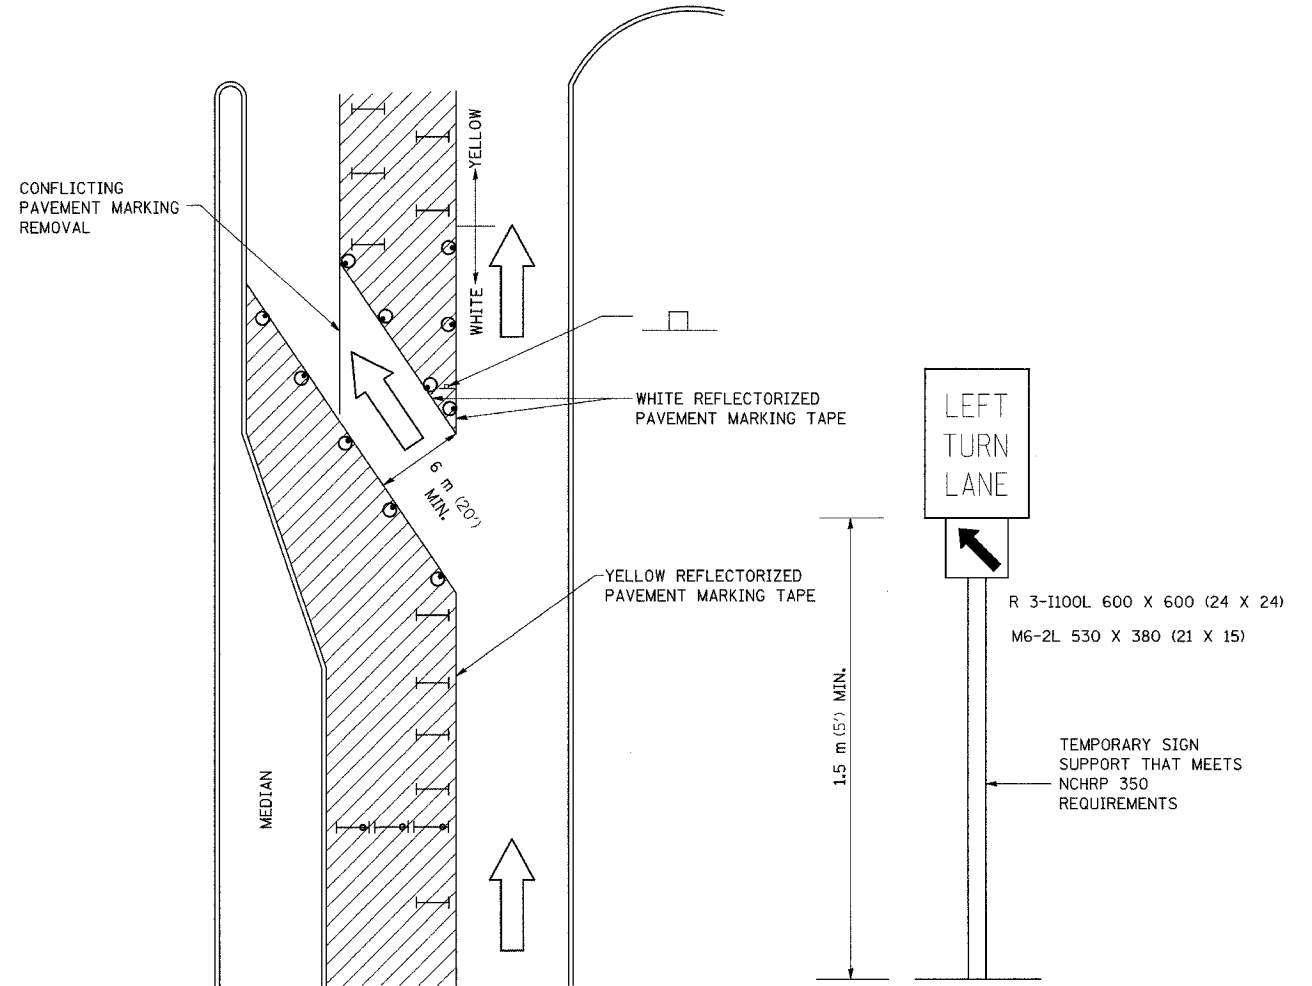 CONFLICTING
PAVEMENT MARKING
REMOVAL
YELLOW
WHITE
WHITE REFLECTORIZED
PAVEMENT MARKING TAPE
6 m (20')
MIN.
YELLOW REFLECTORIZED
PAVEMENT MARKING TAPE
MEDIAN
LEFT
TURN
LANE
R 3-I100L 600 X 600 (24 X 24)
M6-2L 530 X 380 (21 X 15)
1.5 m (5') MIN.
TEMPORARY SIGN
SUPPORT THAT MEETS
NCHRP 350
REQUIREMENTS